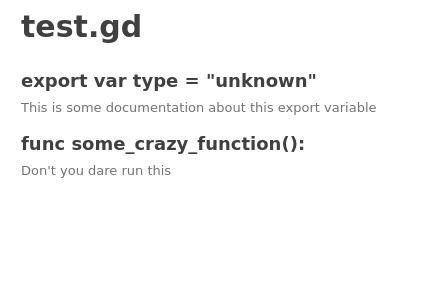 test.gd
export var type = "unknown"
This is some documentation about this export variable
func some_crazy_function():
Don't you dare run this